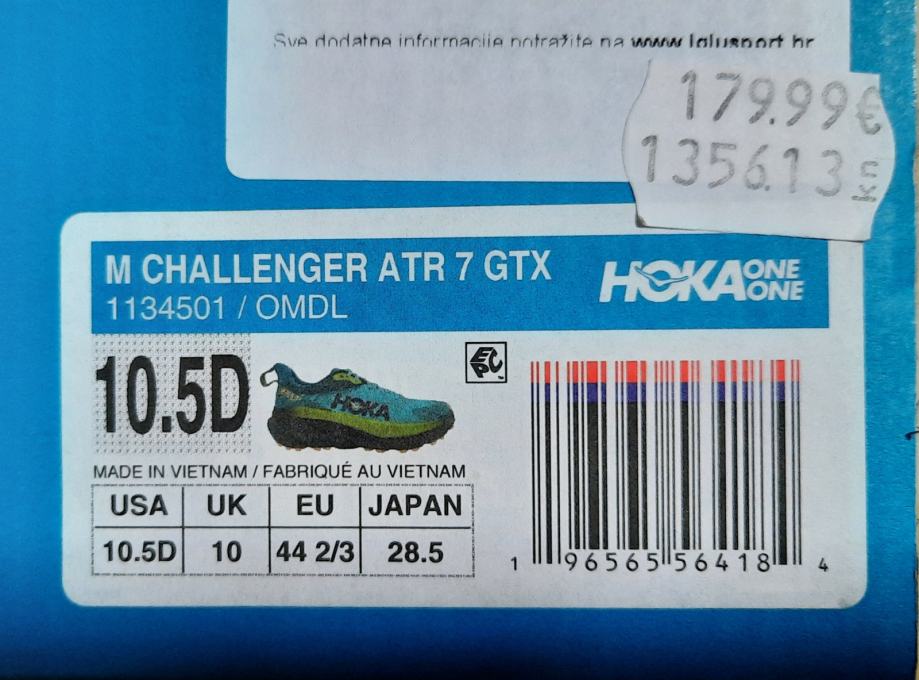 Sve dodatne informacije potražite na www.lalusport.hr
179.99€
1356.13 kn
M CHALLENGER ATR 7 GTX
1134501 / OMDL
HOKA ONE ONE
10.5D
HOKA
EPC
MADE IN VIETNAM / FABRIQUÉ AU VIETNAM
USA UK EU JAPAN
10.5D 10 44 2/3 28.5
1 96565 56418 4